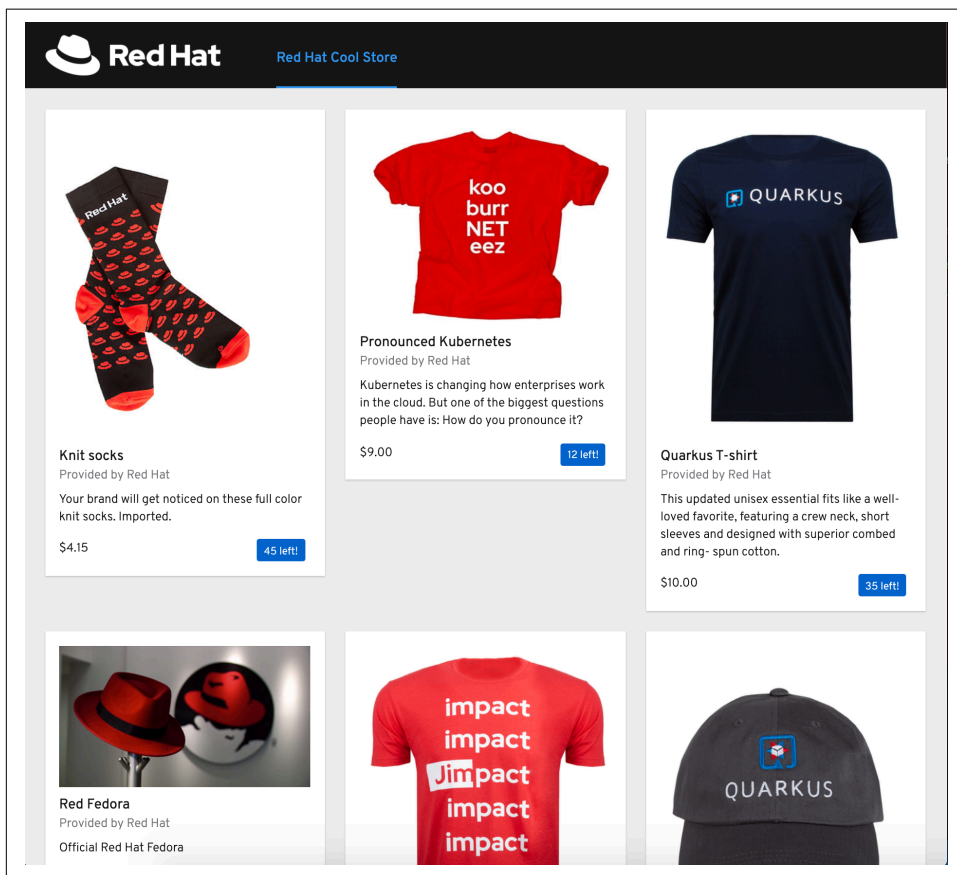 Red Hat
Red Hat Cool Store
Red Hat
Knit socks
Provided by Red Hat
Your brand will get noticed on these full color
knit socks. Imported.
$4.15
45 left!
koo
burr
NET
eez
Pronounced Kubernetes
Provided by Red Hat
Kubernetes is changing how enterprises work
in the cloud. But one of the biggest questions
people have is: How do you pronounce it?
$9.00
12 left!
QUARKUS
Quarkus T-shirt
Provided by Red Hat
This updated unisex essential fits like a well-
loved favorite, featuring a crew neck, short
sleeves and designed with superior combed
and ring- spun cotton.
$10.00
35 left!
Red Fedora
Provided by Red Hat
Official Red Hat Fedora
impact
impact
Jimpact
impact
impact
QUARKUS